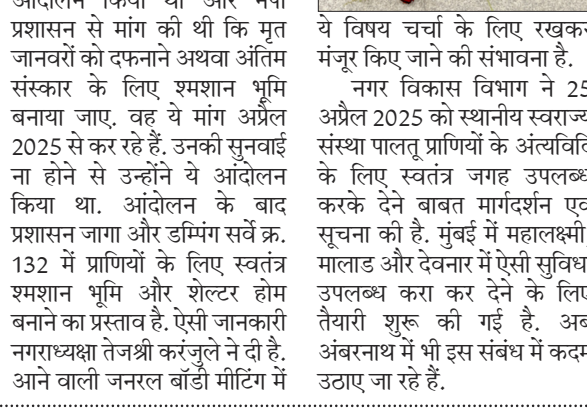 आंदोलन किया था और नपा
प्रशासन से मांग की थी कि मृत
जानवरों को दफनाने अथवा अंतिम
संस्कार के लिए श्मशान भूमि
बनाया जाए. वह ये मांग अप्रैल
2025 से कर रहे हैं. उनकी सुनवाई
ना होने से उन्होंने ये आंदोलन
किया था. आंदोलन के बाद
प्रशासन जागा और डम्पिंग सर्वे क्र.
132 में प्राणियों के लिए स्वतंत्र
श्मशान भूमि और शेल्टर होम
बनाने का प्रस्ताव है. ऐसी जानकारी
नगराध्यक्षा तेजश्री करंजुले ने दी है.
आने वाली जनरल बॉडी मीटिंग में
ये विषय चर्चा के लिए रखकर
मंजूर किए जाने की संभावना है.
नगर विकास विभाग ने 25
अप्रैल 2025 को स्थानीय स्वराज्य
संस्था पालतू प्राणियों के अंत्यविधि
के लिए स्वतंत्र जगह उपलब्ध
करके देने बाबत मार्गदर्शन एवं
सूचना की है. मुंबई में महालक्ष्मी
मालाड और देवनार में ऐसी सुविधा
उपलब्ध करा कर देने के लिए
तैयारी शुरू की गई है. अब
अंबरनाथ में भी इस संबंध में कदम
उठाए जा रहे हैं.